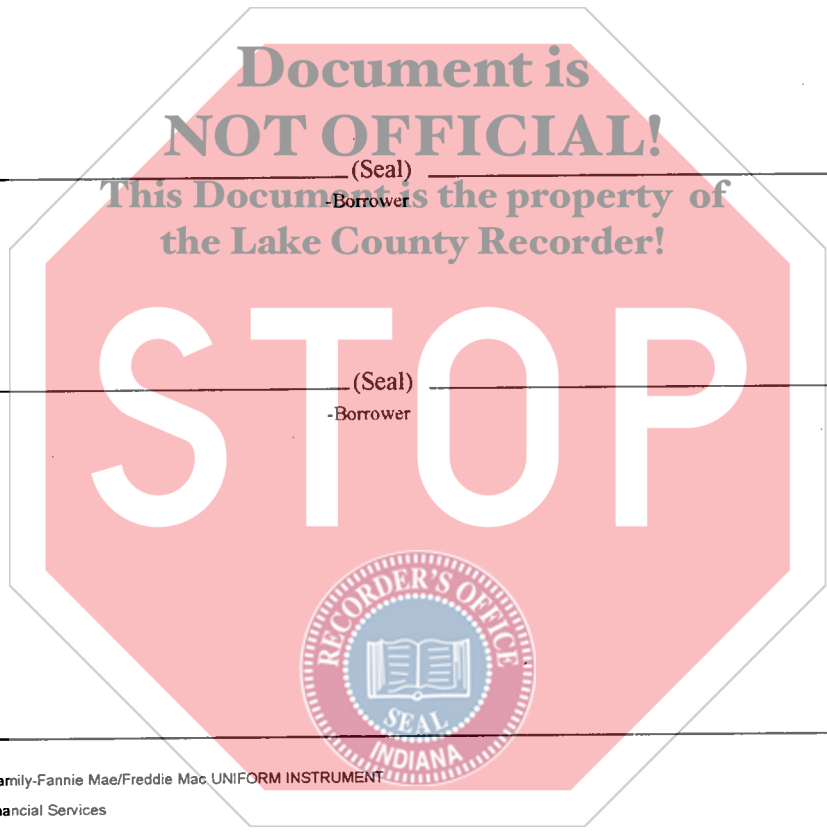 Document is
NOT OFFICIAL!
(Seal)
This Document is the property of
-Borrower
the Lake County Recorder!
STOP
(Seal)
-Borrower
RECORDER'S OFFICE
SEAL
INDIANA
amily-Fannie Mae/Freddie Mac UNIFORM INSTRUMENT
nancial Services